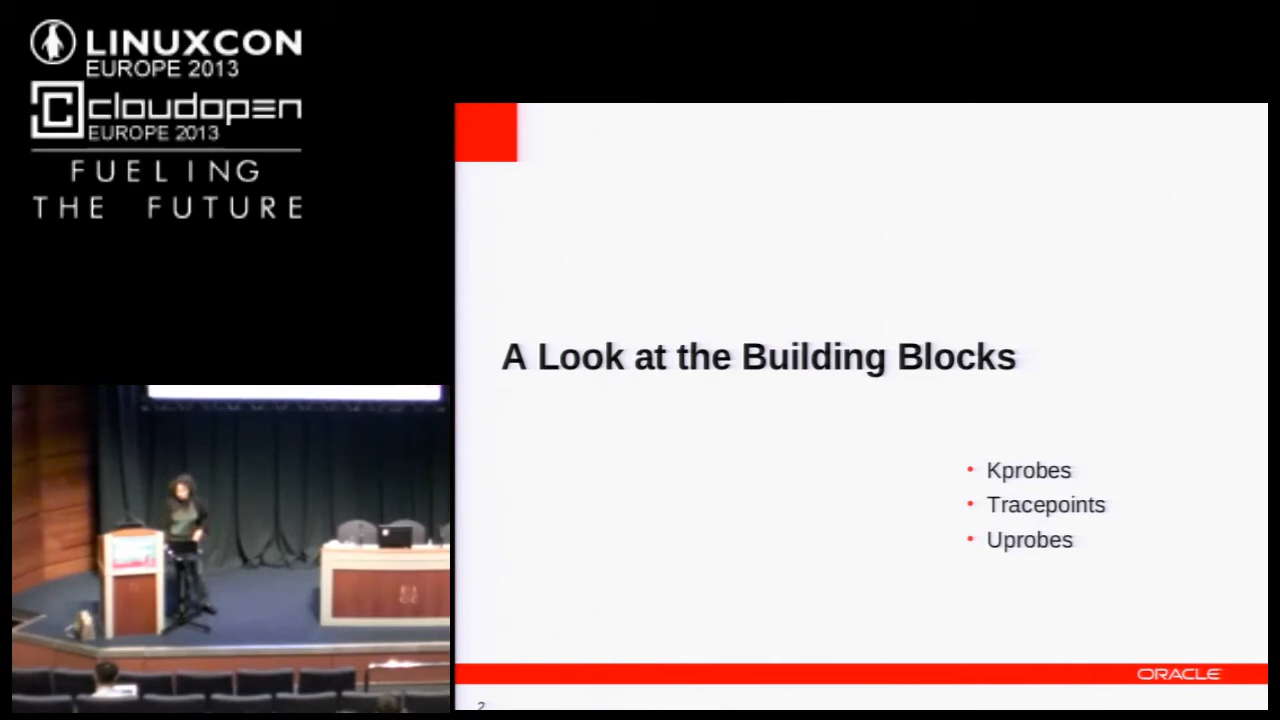 LINUXCON
EUROPE 2013
cloudopen
EUROPE 2013
FUELING
THE FUTURE
A Look at the Building Blocks
• Kprobes
• Tracepoints
• Uprobes
ORACLE
2